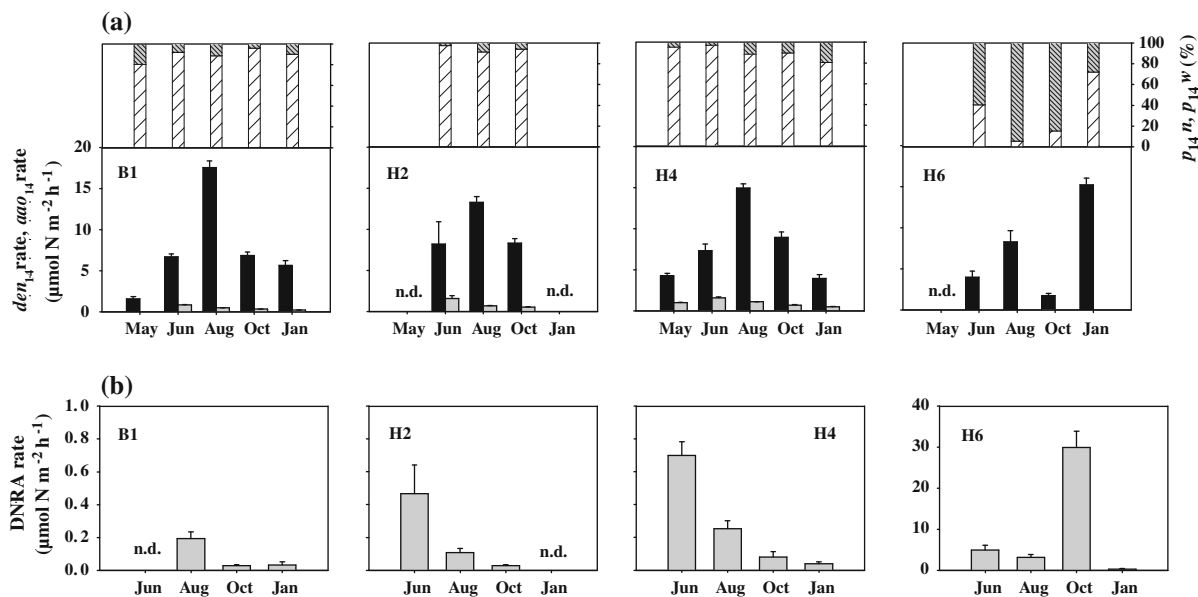 (a)
100
80
60
40
20
0
p₁₄n, p₁₄w (%)
20
15
10
5
0
den₁₄rate, aao₁₄rate
(µmol N m⁻² h⁻¹)
B1
H2
H4
H6
n.d.
n.d.
n.d.
May Jun Aug Oct Jan
May Jun Aug Oct Jan
May Jun Aug Oct Jan
May Jun Aug Oct Jan
(b)
1.0
0.8
0.6
0.4
0.2
0.0
DNRA rate
(µmol N m⁻² h⁻¹)
B1
H2
H4
H6
40
30
20
10
0
n.d.
n.d.
Jun Aug Oct Jan
Jun Aug Oct Jan
Jun Aug Oct Jan
Jun Aug Oct Jan